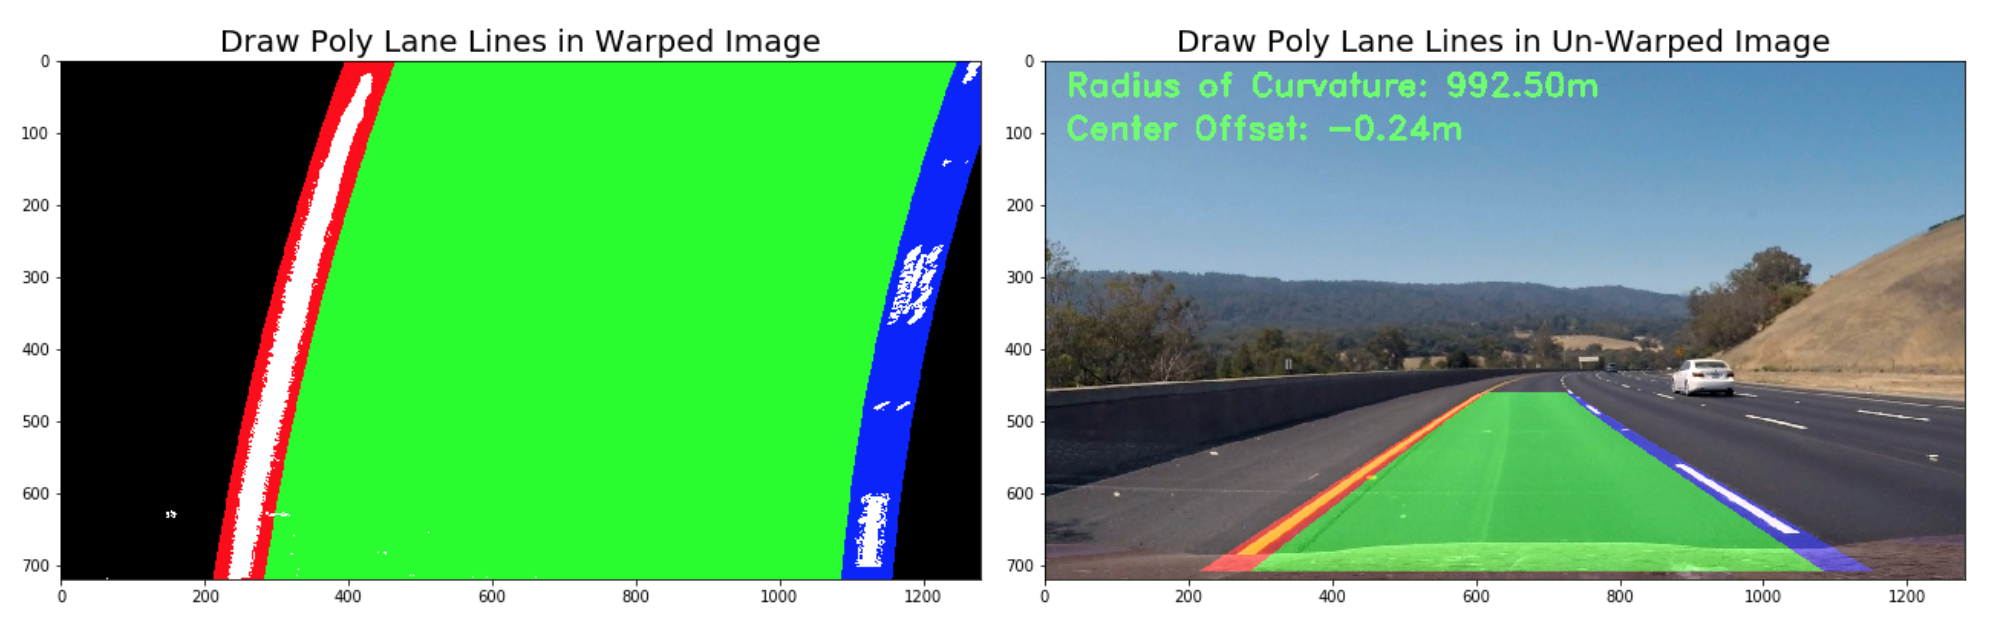 Draw Poly Lane Lines in Warped Image
0
100
200
300
400
500
600
700
0 200 400 600 800 1000 1200
Draw Poly Lane Lines in Un-Warped Image
Radius of Curvature: 992.50m
Center Offset: -0.24m
0
100
200
300
400
500
600
700
0 200 400 600 800 1000 1200